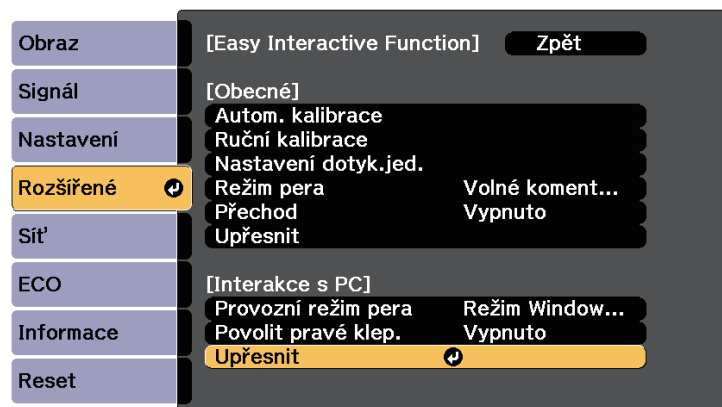 Obraz
Signál
Nastavení
Rozšířené
Síť
ECO
Informace
Reset
[Easy Interactive Function] Zpět
[Obecné]
Autom. kalibrace
Ruční kalibrace
Nastavení dotyk.jed.
Režim pera Volné koment...
Přechod Vypnuto
Upřesnit
[Interakce s PC]
Provozní režim pera Režim Window...
Povolit pravé klep. Vypnuto
Upřesnit